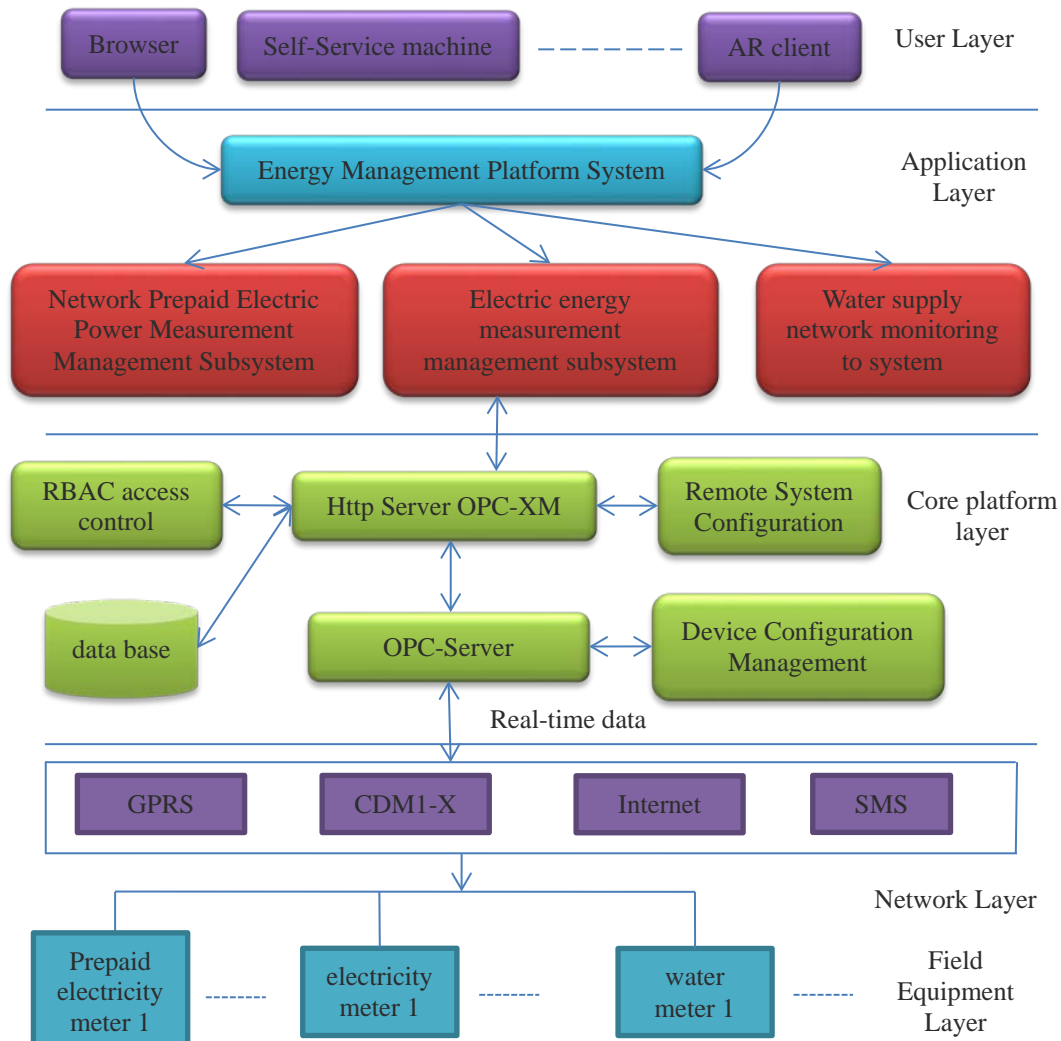 Browser
Self-Service machine
AR client
User Layer
Energy Management Platform System
Application
Layer
Network Prepaid Electric
Power Measurement
Management Subsystem
Electric energy
measurement
management subsystem
Water supply
network monitoring
to system
RBAC access
control
Http Server OPC-XM
Remote System
Configuration
Core platform
layer
data base
OPC-Server
Device Configuration
Management
Real-time data
GPRS
CDM1-X
Internet
SMS
Network Layer
Prepaid
electricity
meter 1
electricity
meter 1
water
meter 1
Field
Equipment
Layer